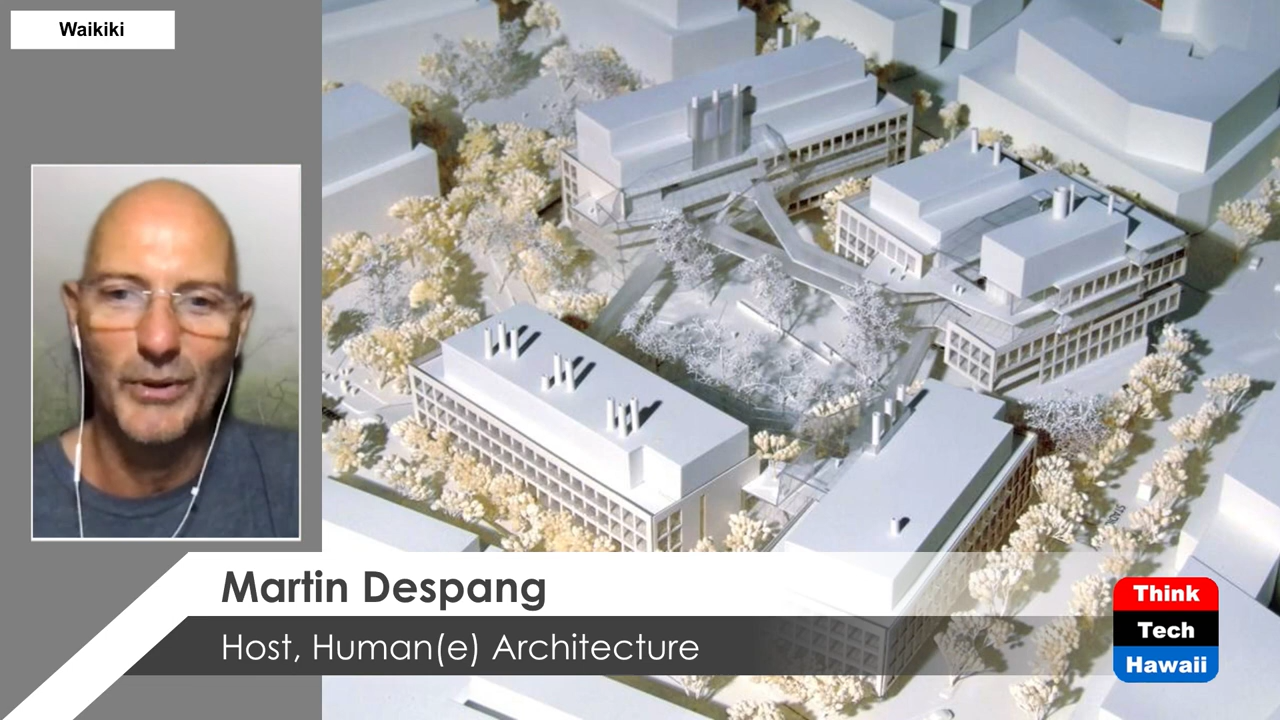 Waikiki
Martin Despang
Host, Human(e) Architecture
Think
Tech
Hawaii